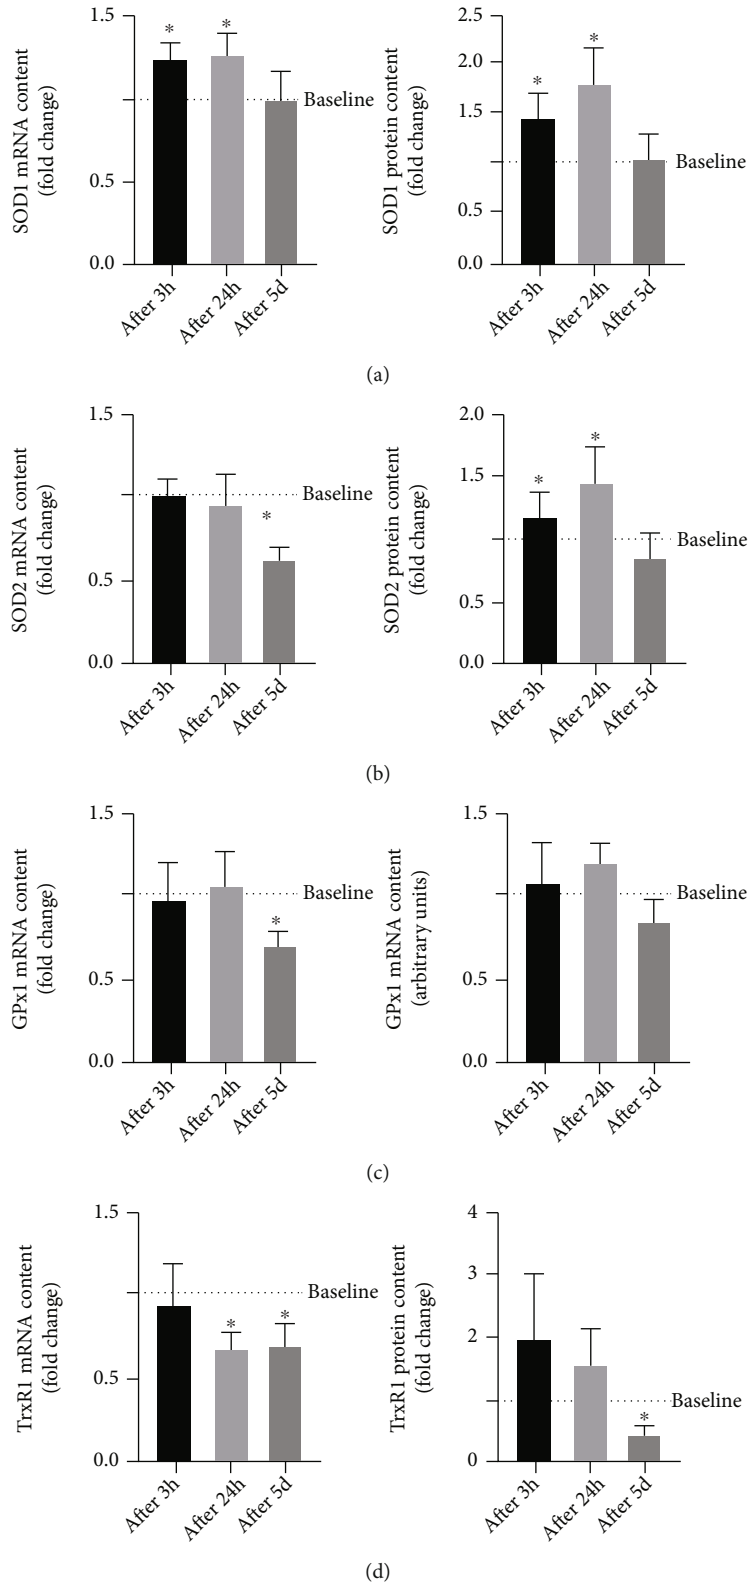 SOD1 mRNA content
(fold change)
1.5
0.5
0.0
*
*
Baseline
After 3h
After 24h
After 5d
SOD1 protein content
(fold change)
2.5
2.0
1.5
0.5
0.0
*
*
Baseline
After 3h
After 24h
After 5d
(a)
SOD2 mRNA content
(fold change)
1.5
0.5
0.0
*
Baseline
After 3h
After 24h
After 5d
SOD2 protein content
(fold change)
2.0
1.5
0.5
0.0
*
*
Baseline
After 3h
After 24h
After 5d
(b)
GPx1 mRNA content
(fold change)
1.5
0.5
0.0
*
Baseline
After 3h
After 24h
After 5d
GPx1 mRNA content
(arbitrary units)
1.5
0.5
0.0
Baseline
After 3h
After 24h
After 5d
(c)
TrxR1 mRNA content
(fold change)
1.5
0.5
0.0
*
*
Baseline
After 3h
After 24h
After 5d
TrxR1 protein content
(fold change)
4
3
2
0
*
Baseline
After 3h
After 24h
After 5d
(d)